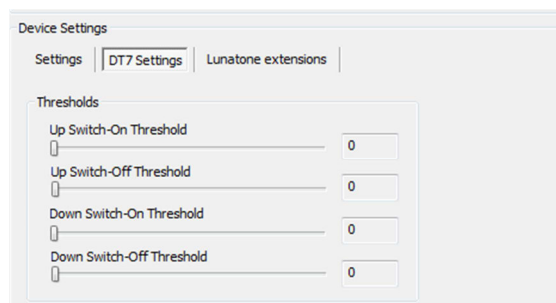 Device Settings
Settings DT7 Settings Lunatone extensions
Thresholds
Up Switch-On Threshold
0
Up Switch-Off Threshold
0
Down Switch-On Threshold
0
Down Switch-Off Threshold
0